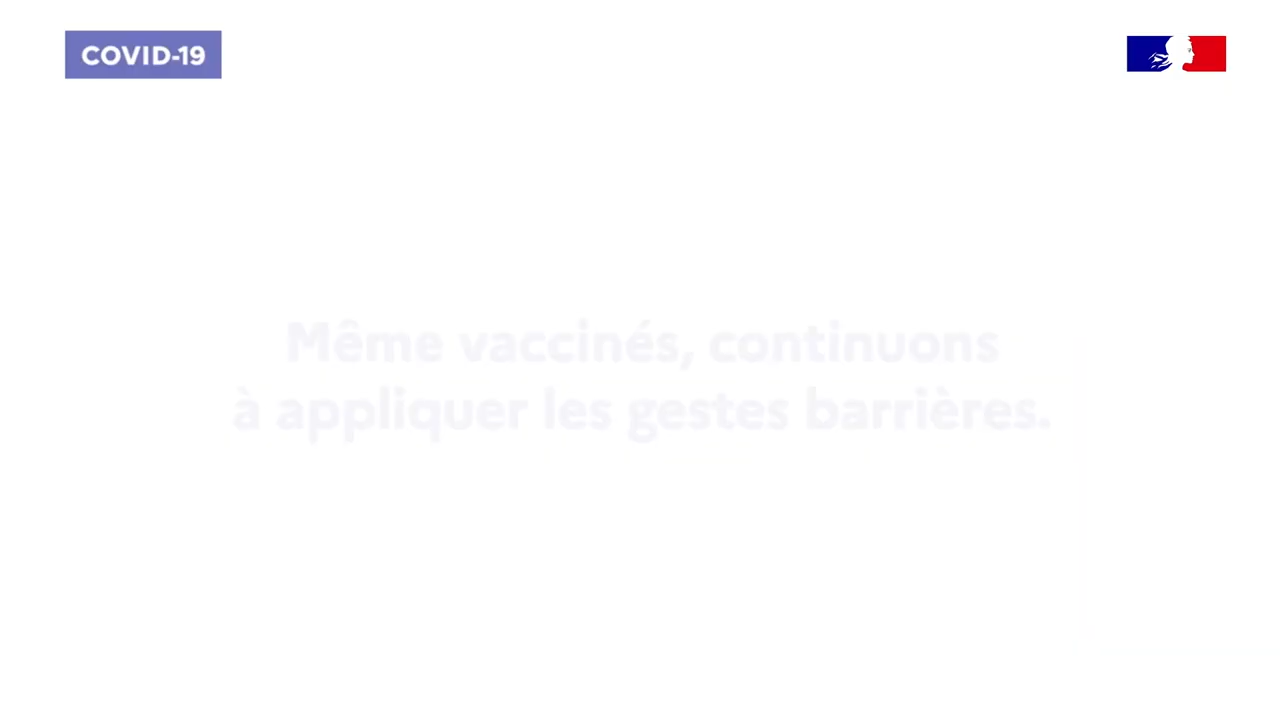 COVID-19
Même vaccinés, continuons
à appliquer les gestes barrières.